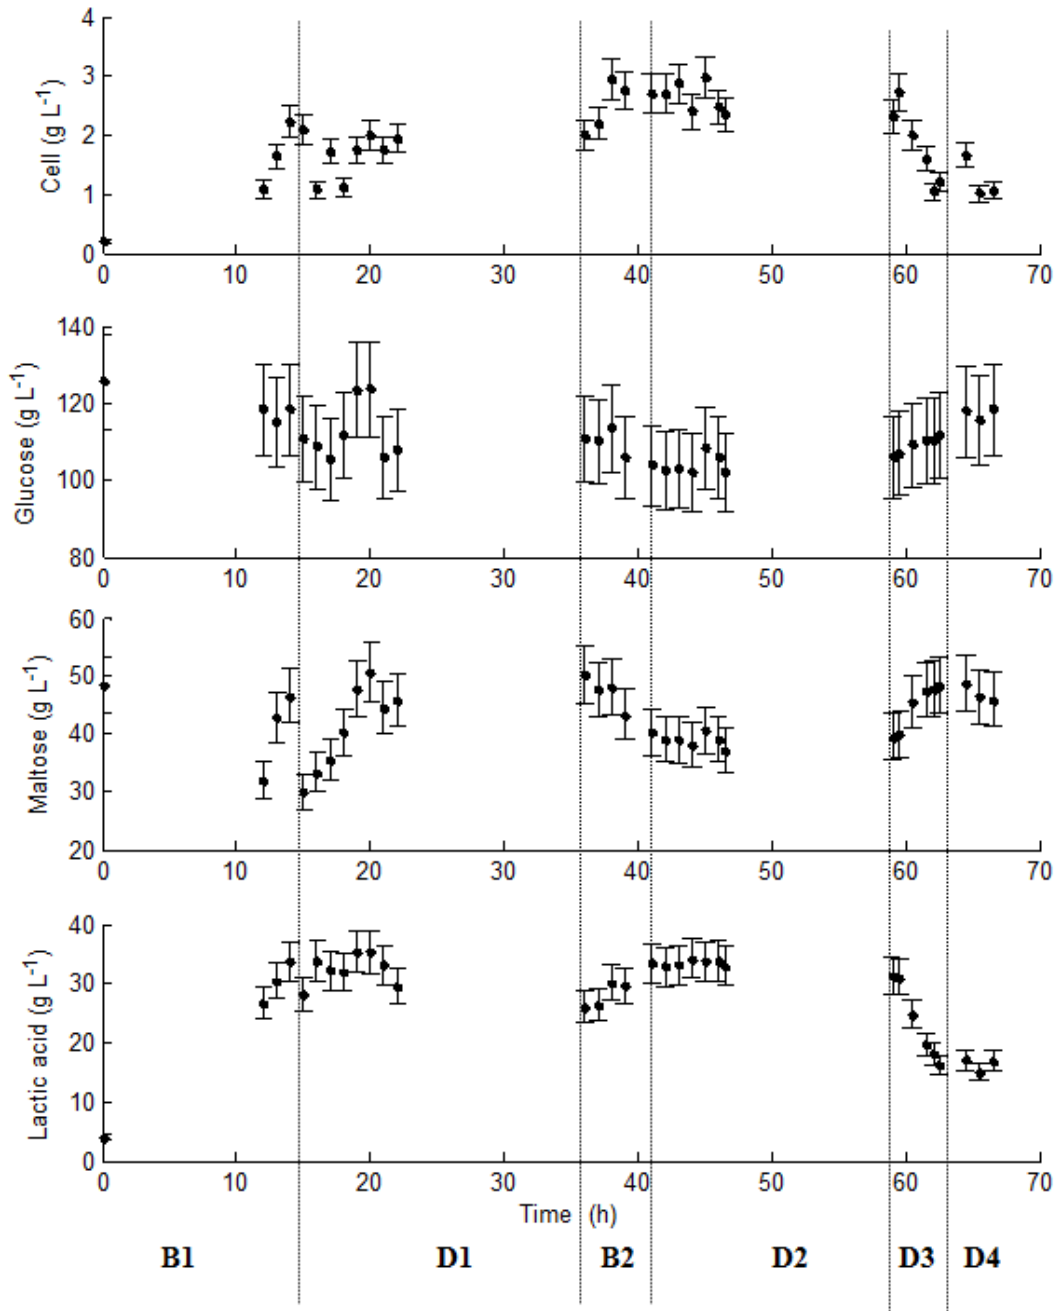 4
3
2
1
0
Cell (g L-1)
0 10 20 30 40 50 60 70
140
120
100
80
Glucose (g L-1)
0 10 20 30 40 50 60 70
60
50
40
30
20
Maltose (g L-1)
0 10 20 30 40 50 60 70
40
30
20
10
0
Lactic acid (g L-1)
0 10 20 30 40 50 60 70
Time (h)
B1 D1 B2 D2 D3 D4